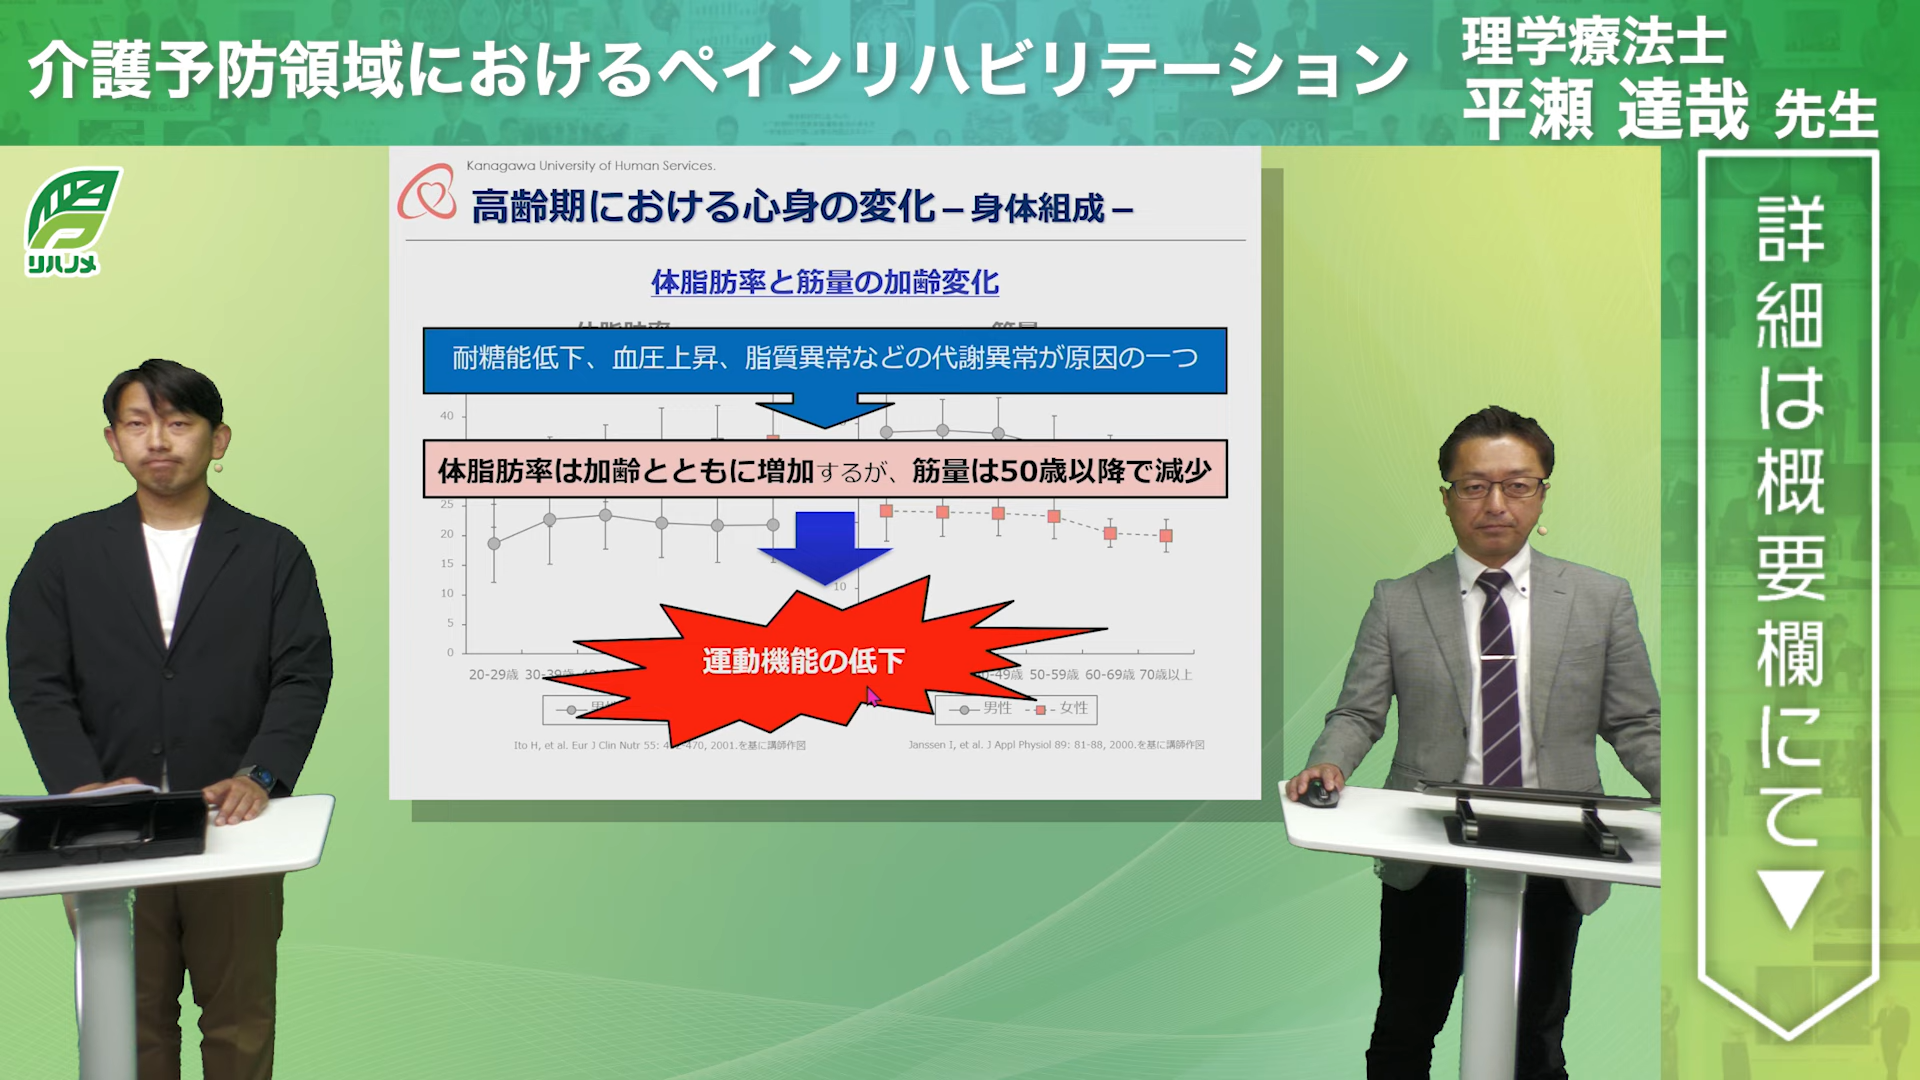 介護予防領域におけるペインリハビリテーション
理学療法士
平瀬 達哉 先生
リハノメ
詳細は概要欄にて▼
Kanagawa University of Human Services.
高齢期における心身の変化－身体組成－
体脂肪率と筋量の加齢変化
体脂肪率
筋量
耐糖能低下、血圧上昇、脂質異常などの代謝異常が原因の一つ
40
体脂肪率は加齢とともに増加するが、筋量は50歳以降で減少
25
20
15
10
5
0
10
運動機能の低下
20-29歳 30-39歳
50-59歳 60-69歳 70歳以上
男性 女性
Ito H, et al. Eur J Clin Nutr 55: 470, 2001.を基に講師作図
Janssen I, et al. J Appl Physiol 89: 81-88, 2000.を基に講師作図